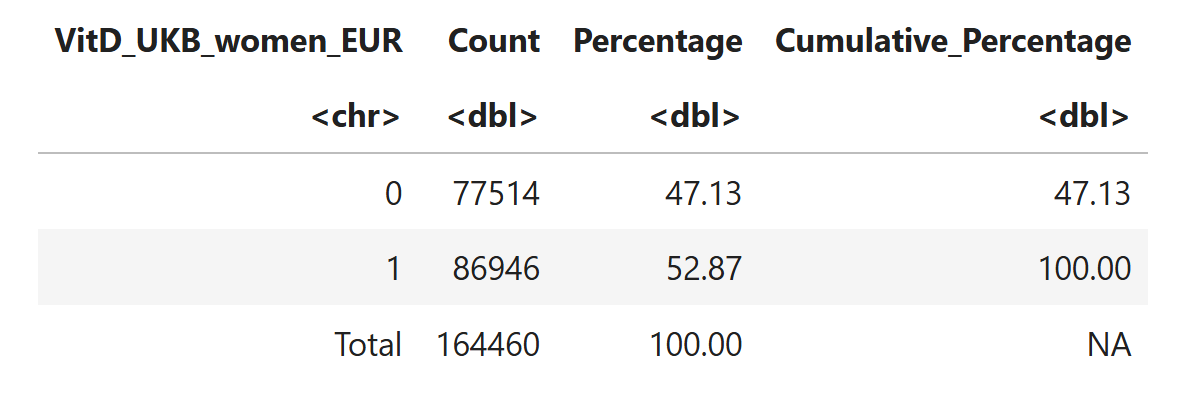 VitD_UKB_women_EUR Count Percentage Cumulative_Percentage
<chr> <dbl> <dbl> <dbl>
0 77514 47.13 47.13
1 86946 52.87 100.00
Total 164460 100.00 NA